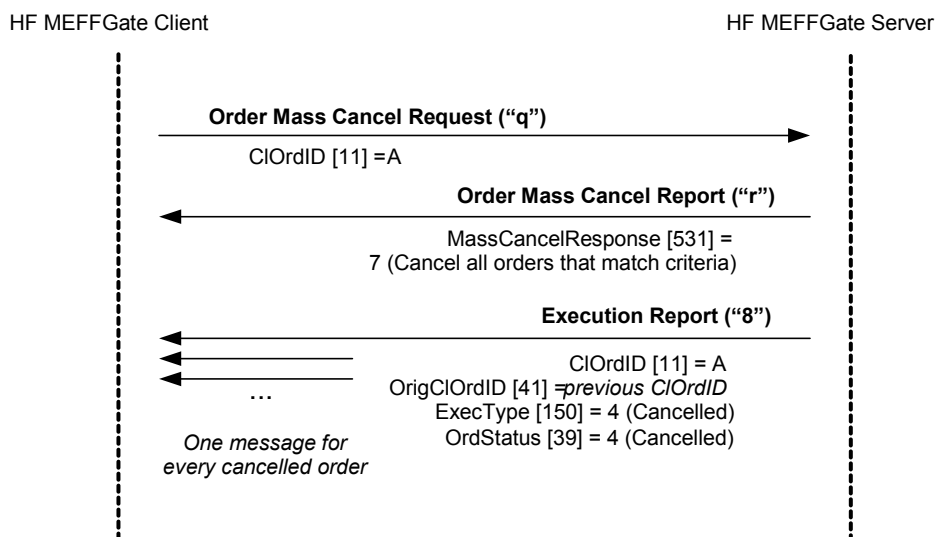 HF MEFFGate Client
HF MEFFGate Server
Order Mass Cancel Request (“q”)
ClOrdID [11] =A
Order Mass Cancel Report (“r”)
MassCancelResponse [531] =
7 (Cancel all orders that match criteria)
Execution Report (“8”)
ClOrdID [11] = A
OrigClOrdID [41] =previous ClOrdID
ExecType [150] = 4 (Cancelled)
OrdStatus [39] = 4 (Cancelled)
...
One message for
every cancelled order